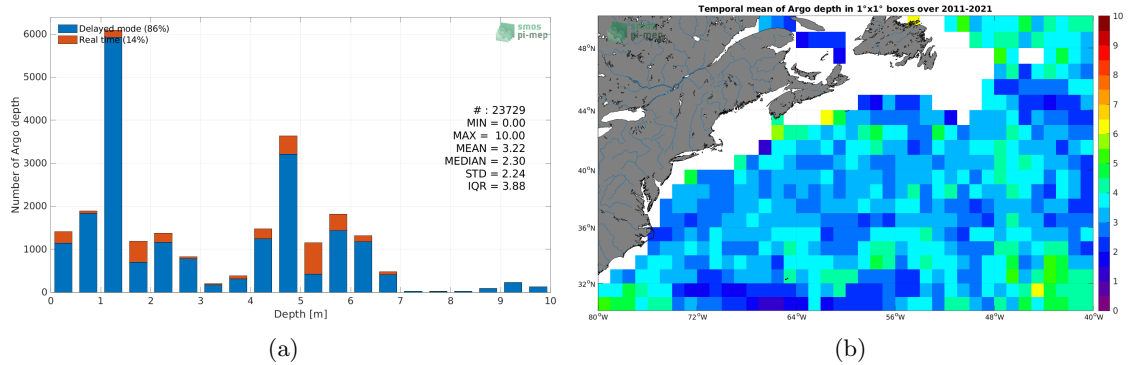 Delayed mode (86%)
Real time (14%)
smos
pi-mep
Number of Argo depth
6000
5000
4000
3000
2000
1000
0
# : 23729
MIN = 0.00
MAX = 10.00
MEAN = 3.22
MEDIAN = 2.30
STD = 2.24
IQR = 3.88
0 1 2 3 4 5 6 7 8 9 10
Depth [m]
(a)
Temporal mean of Argo depth in 1°x1° boxes over 2011-2021
smos
pi-mep
48°N
44°N
40°N
36°N
32°N
80°W 72°W 64°W 56°W 48°W 40°W
10
9
8
7
6
5
4
3
2
1
0
(b)